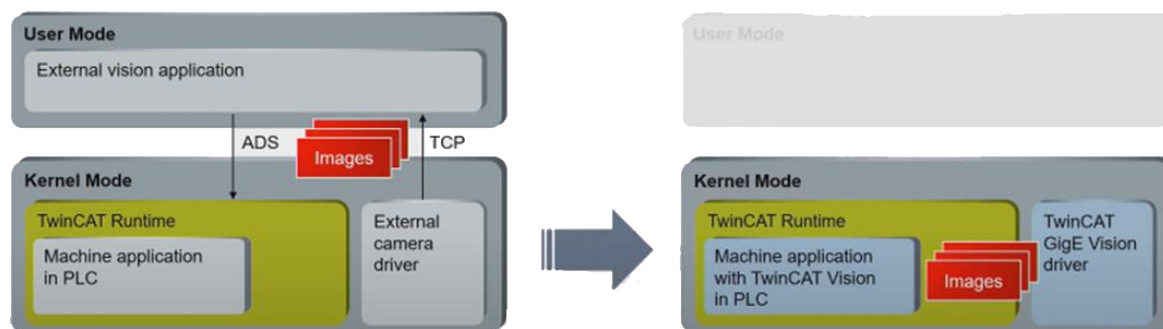 User Mode
External vision application
ADS
Images
TCP
Kernel Mode
TwinCAT Runtime
Machine application
in PLC
External
camera
driver
User Mode
Kernel Mode
TwinCAT Runtime
Machine application
with TwinCAT Vision
in PLC
Images
TwinCAT
GigE Vision
driver